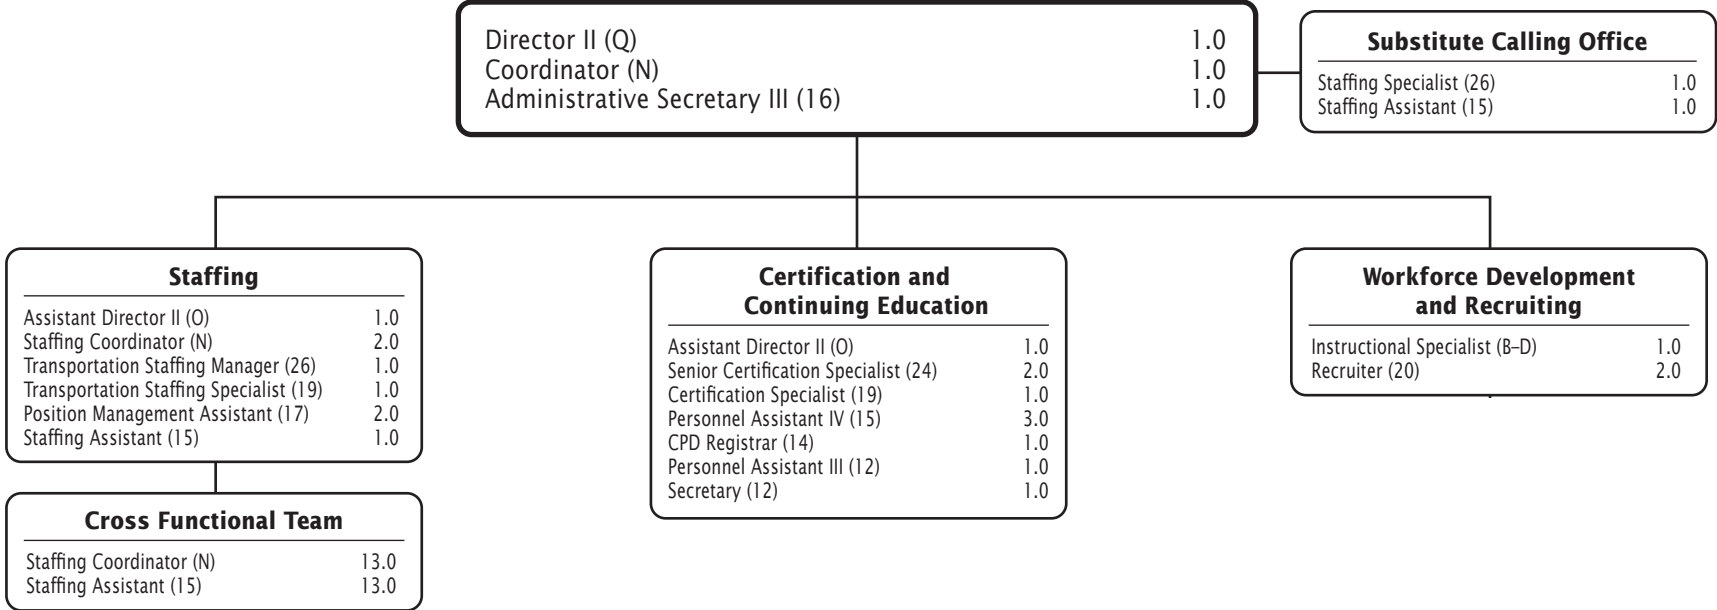 Director II (Q) 1.0
Coordinator (N) 1.0
Administrative Secretary III (16) 1.0
Substitute Calling Office
Staffing Specialist (26) 1.0
Staffing Assistant (15) 1.0
Staffing
Assistant Director II (O) 1.0
Staffing Coordinator (N) 2.0
Transportation Staffing Manager (26) 1.0
Transportation Staffing Specialist (19) 1.0
Position Management Assistant (17) 2.0
Staffing Assistant (15) 1.0
Cross Functional Team
Staffing Coordinator (N) 13.0
Staffing Assistant (15) 13.0
Certification and
Continuing Education
Assistant Director II (O) 1.0
Senior Certification Specialist (24) 2.0
Certification Specialist (19) 1.0
Personnel Assistant IV (15) 3.0
CPD Registrar (14) 1.0
Personnel Assistant III (12) 1.0
Secretary (12) 1.0
Workforce Development
and Recruiting
Instructional Specialist (B–D) 1.0
Recruiter (20) 2.0